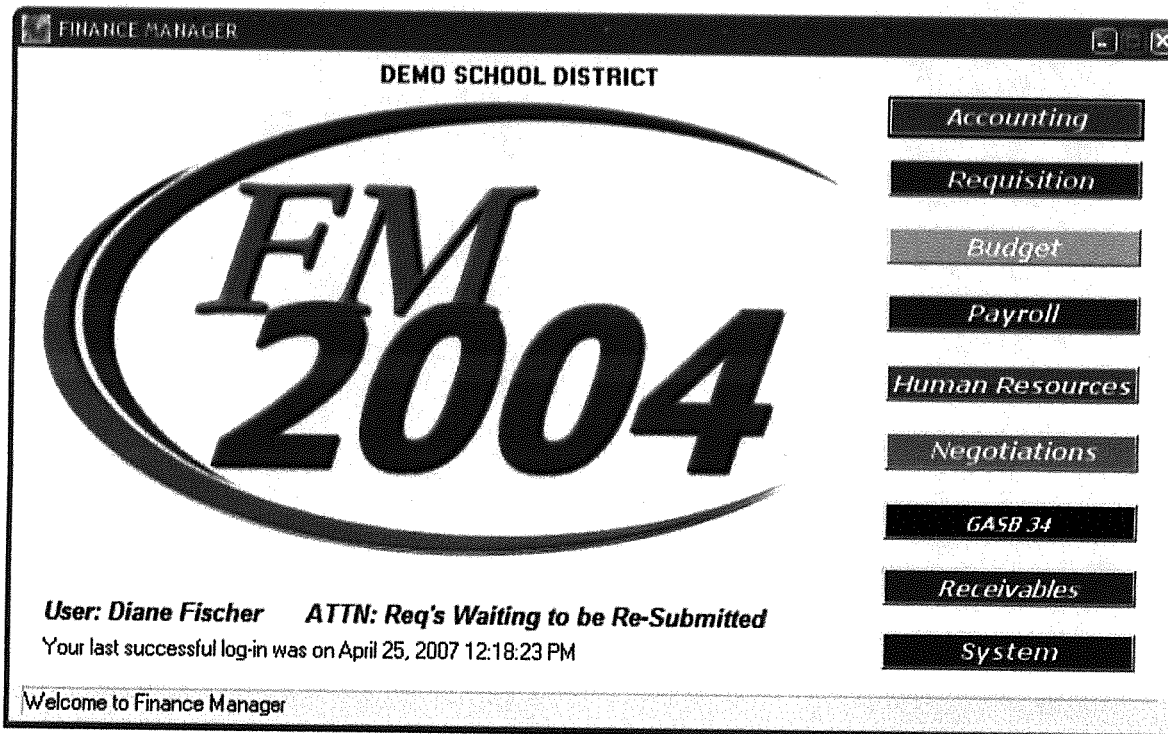 FINANCE MANAGER
DEMO SCHOOL DISTRICT
FM
2004
Accounting
Requisition
Budget
Payroll
Human Resources
Negotiations
GASB 34
Receivables
System
User: Diane Fischer ATTN: Req's Waiting to be Re-Submitted
Your last successful log-in was on April 25, 2007 12:18:23 PM
Welcome to Finance Manager